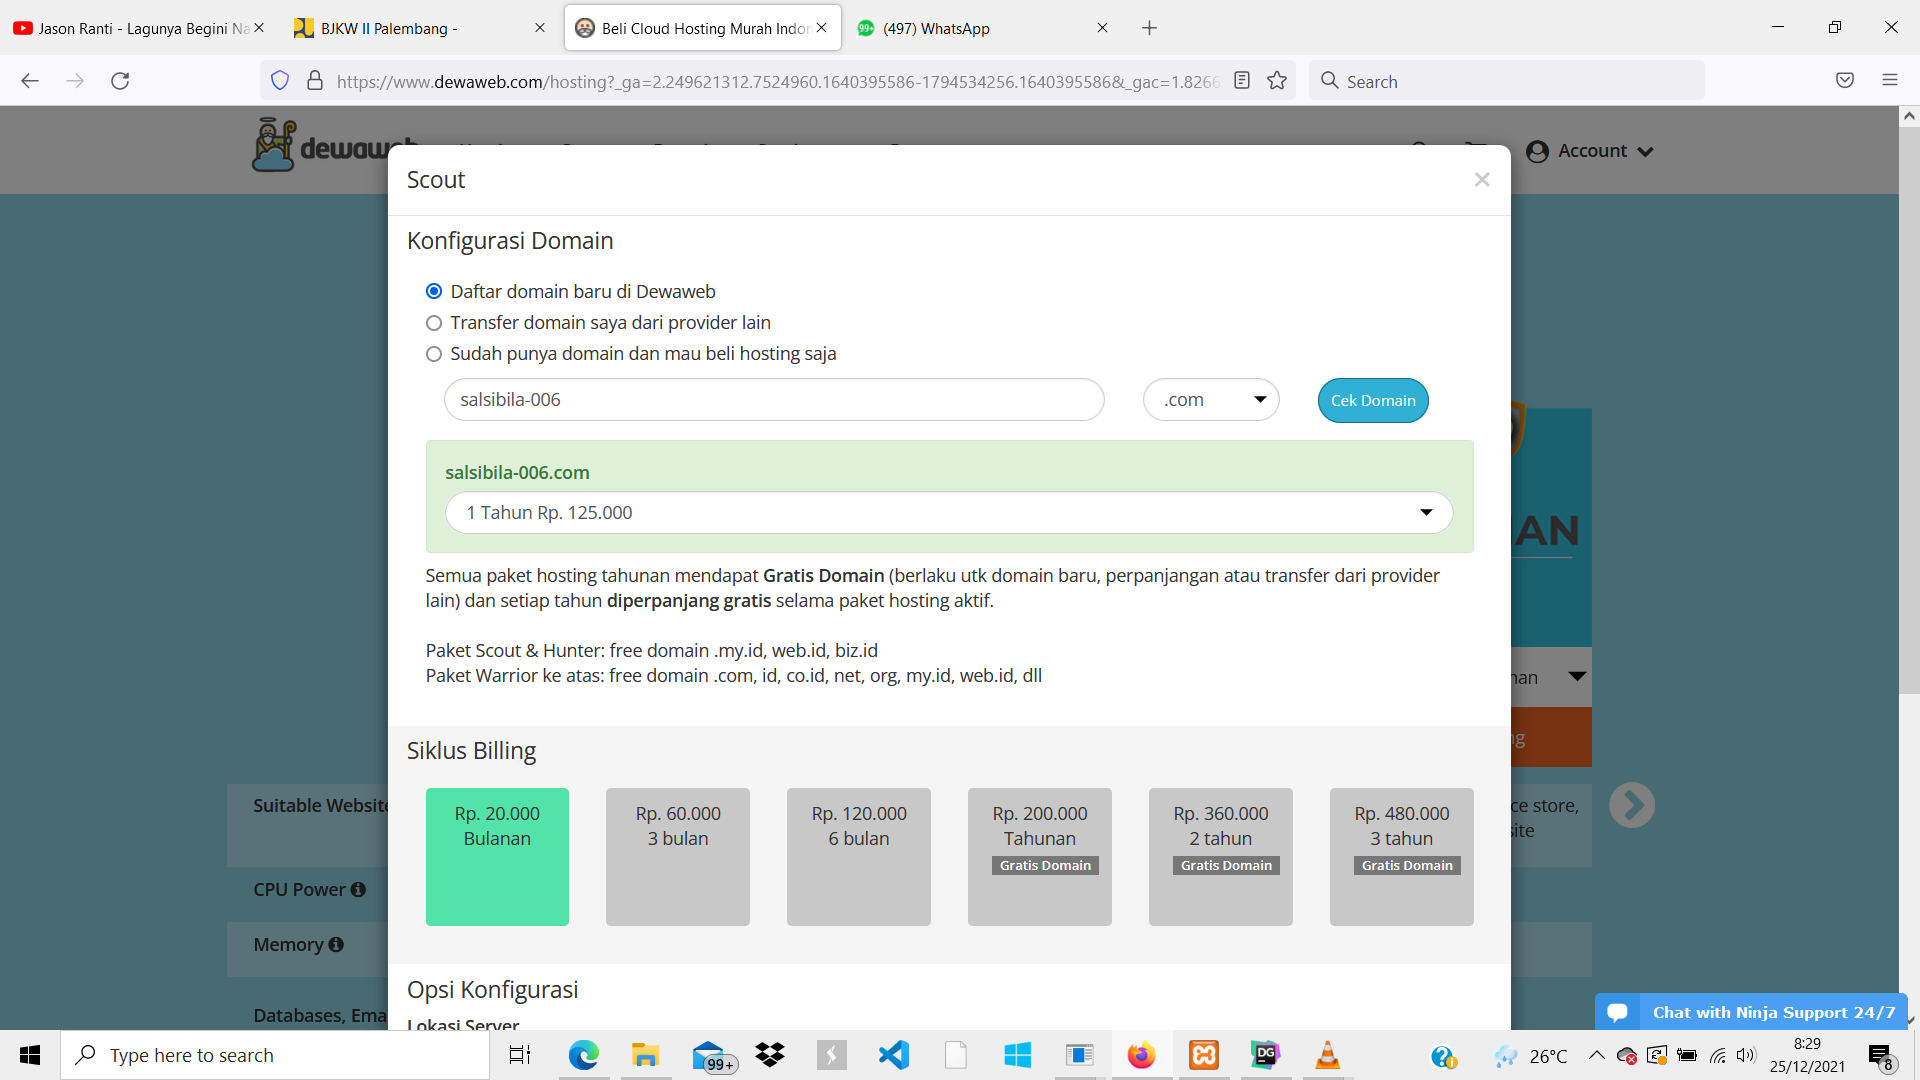 Jason Ranti - Lagunya Begini Na
BJKW II Palembang -
Beli Cloud Hosting Murah Indon
99+
(497) WhatsApp
https://www.dewaweb.com/hosting?_ga=2.249621312.7524960.1640395586-1794534256.1640395586&_gac=1.8266
Search
dewaweb
Account
Scout
Konfigurasi Domain
Daftar domain baru di Dewaweb
Transfer domain saya dari provider lain
Sudah punya domain dan mau beli hosting saja
salsibila-006
.com
Cek Domain
salsibila-006.com
1 Tahun Rp. 125.000
AN
Semua paket hosting tahunan mendapat Gratis Domain (berlaku utk domain baru, perpanjangan atau transfer dari provider
lain) dan setiap tahun diperpanjang gratis selama paket hosting aktif.
Paket Scout & Hunter: free domain .my.id, web.id, biz.id
Paket Warrior ke atas: free domain .com, id, co.id, net, org, my.id, web.id, dll
Siklus Billing
Rp. 20.000
Bulanan
Rp. 60.000
3 bulan
Rp. 120.000
6 bulan
Rp. 200.000
Tahunan
Gratis Domain
Rp. 360.000
2 tahun
Gratis Domain
Rp. 480.000
3 tahun
Gratis Domain
Suitable Website
ce store,
site
CPU Power
Memory
Opsi Konfigurasi
Databases, Ema
Lokasi Server
Chat with Ninja Support 24/7
Type here to search
99+
DG
26°C
8:29
25/12/2021
8